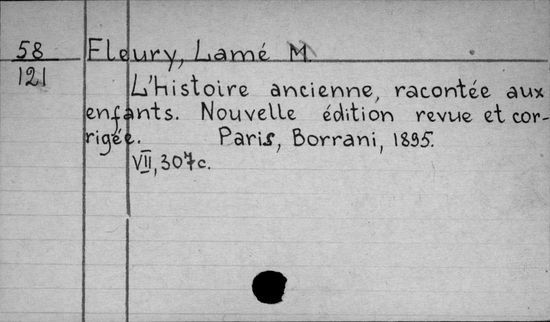 58 Fleury, Lamé M.
121
L'histoire ancienne, racontée aux
enfants. Nouvelle édition revue et cor-
rigée. Paris, Borrani, 1895.
VII, 307 c.